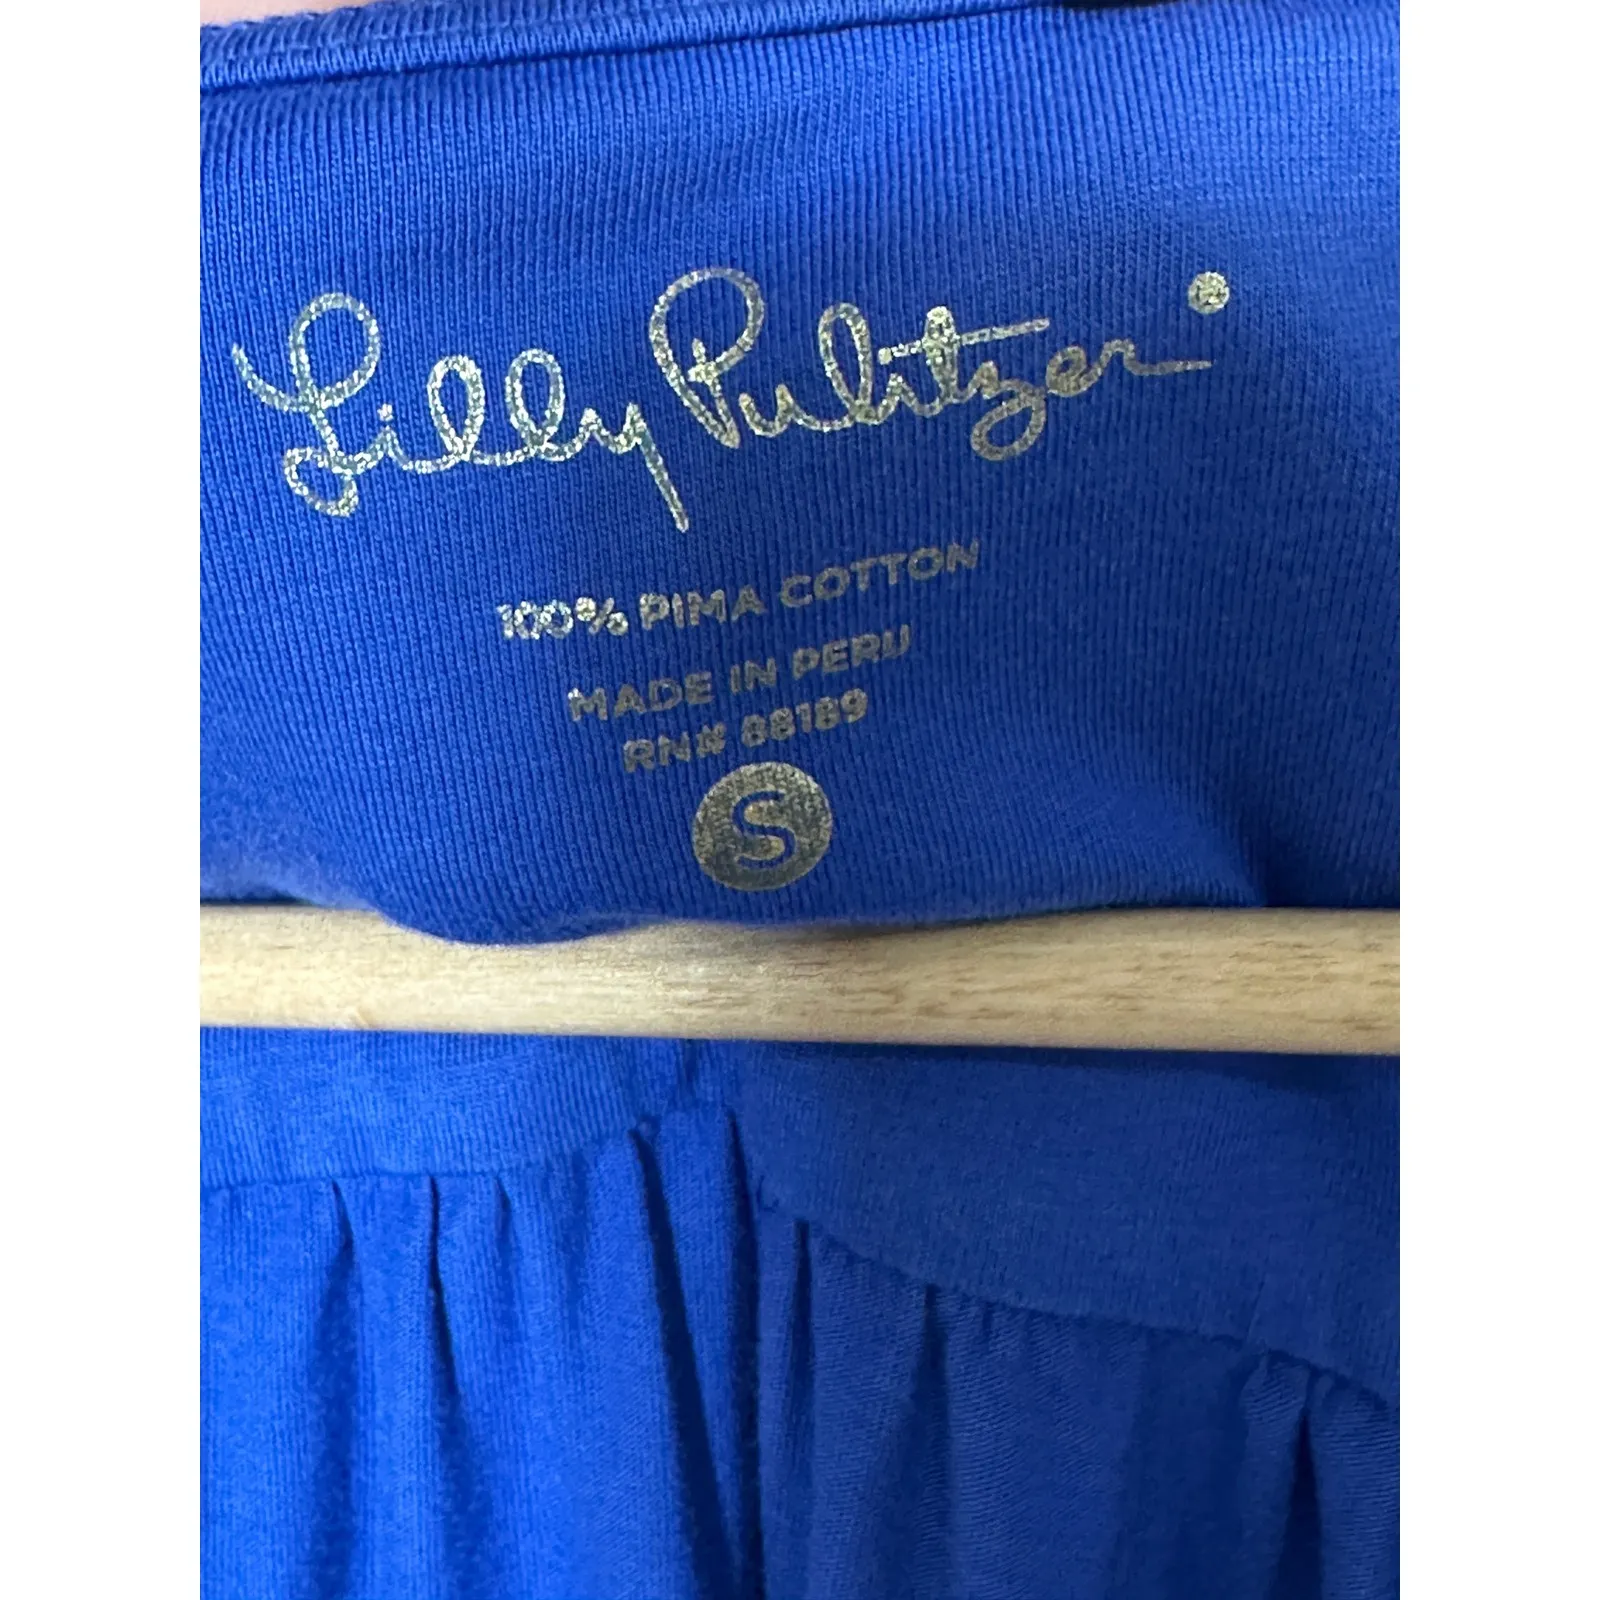 Lilly Pulitzer®
100% PIMA COTTON
MADE IN PERU
RN# 88189
S